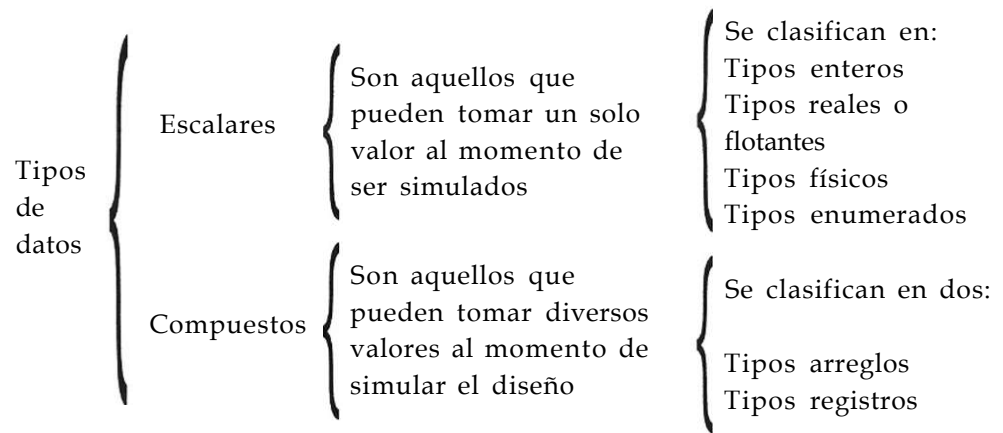 Tipos
de
datos
Escalares
Son aquellos que
pueden tomar un solo
valor al momento de
ser simulados
Se clasifican en:
Tipos enteros
Tipos reales o
flotantes
Tipos físicos
Tipos enumerados
Compuestos
Son aquellos que
pueden tomar diversos
valores al momento de
simular el diseño
Se clasifican en dos:
Tipos arreglos
Tipos registros